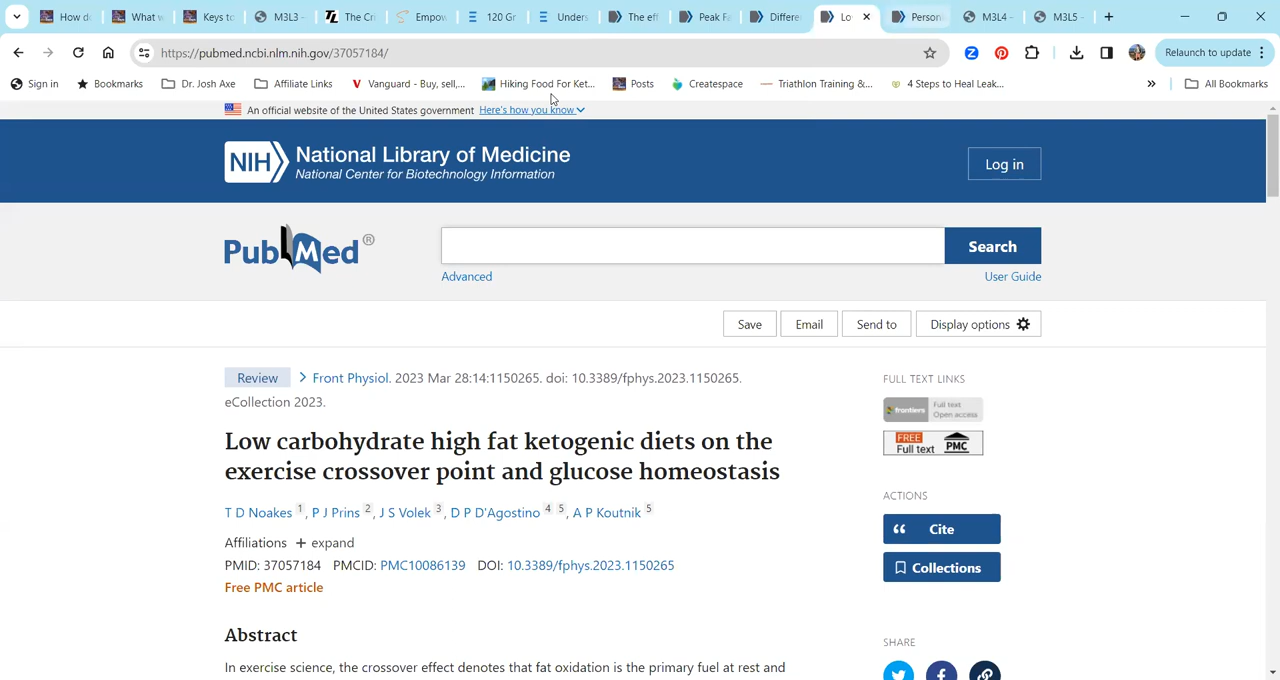 How d
What v
Keys to
M3L3 -
The Cr
Empow
120 Gr
Unders
The eff
Peak Fa
Differe
Lo
Person
M3L4 -
M3L5 -
https://pubmed.ncbi.nlm.nih.gov/37057184/
Relaunch to update
Sign in
Bookmarks
Dr. Josh Axe
Affiliate Links
Vanguard - Buy, sell,...
Hiking Food For Ket...
Posts
Createspace
Triathlon Training &...
4 Steps to Heal Leak...
»
All Bookmarks
An official website of the United States government Here's how you know
NIH National Library of Medicine
National Center for Biotechnology Information
Log in
PubMed®
Search
Advanced
User Guide
Save
Email
Send to
Display options
Review > Front Physiol. 2023 Mar 28:14:1150265. doi: 10.3389/fphys.2023.1150265.
eCollection 2023.
Low carbohydrate high fat ketogenic diets on the
exercise crossover point and glucose homeostasis
T D Noakes 1, P J Prins 2, J S Volek 3, D P D'Agostino 4 5, A P Koutnik 5
Affiliations + expand
PMID: 37057184 PMCID: PMC10086139 DOI: 10.3389/fphys.2023.1150265
Free PMC article
Abstract
In exercise science, the crossover effect denotes that fat oxidation is the primary fuel at rest and
FULL TEXT LINKS
frontiers Full text
Open access
FREE
Full text PMC
ACTIONS
Cite
Collections
SHARE